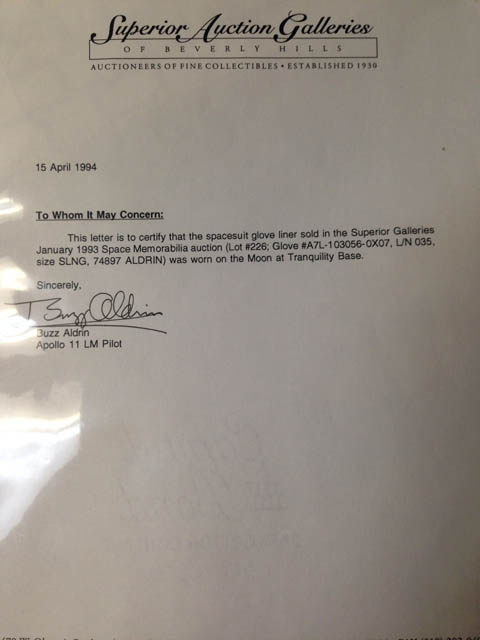 Superior Auction Galleries
OF BEVERLY HILLS
AUCTIONEERS OF FINE COLLECTIBLES • ESTABLISHED 1930
15 April 1994
To Whom It May Concern:
This letter is to certify that the spacesuit glove liner sold in the Superior Galleries
January 1993 Space Memorabilia auction (Lot #226; Glove #A7L-103056-0X07, L/N 035,
size SLNG, 74897 ALDRIN) was worn on the Moon at Tranquility Base.
Sincerely,
Buzz Aldrin
Buzz Aldrin
Apollo 11 LM Pilot